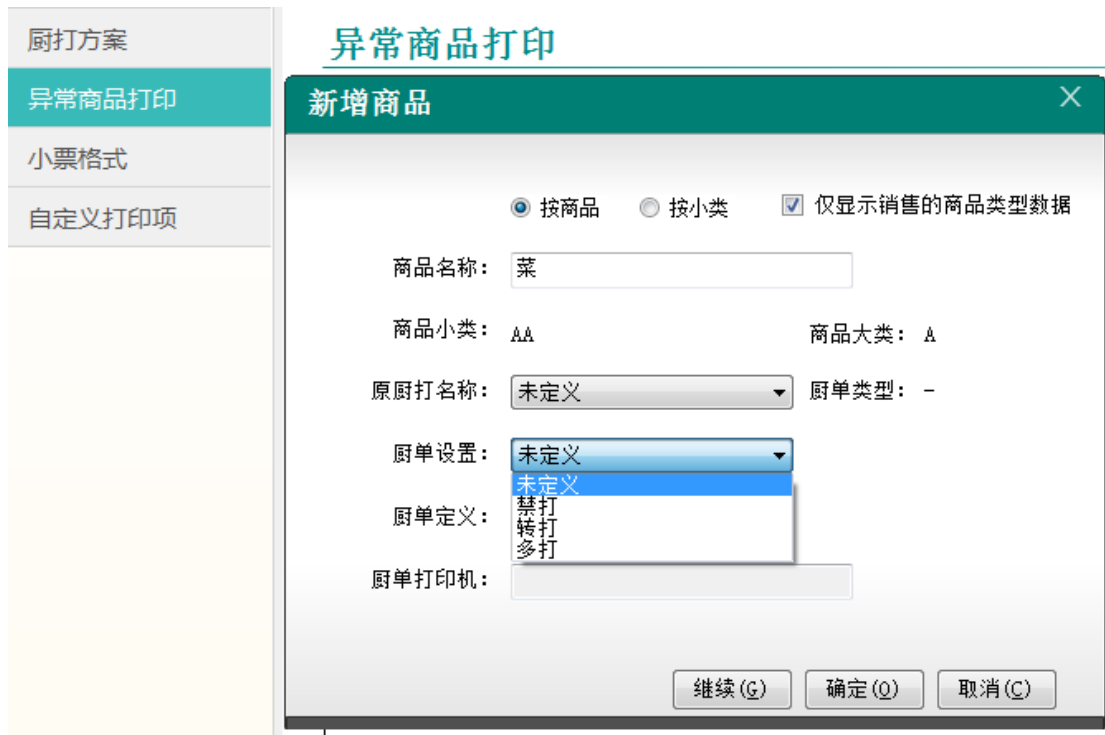 厨打方案
异常商品打印
小票格式
自定义打印项
异常商品打印
新增商品
按商品 按小类 仅显示销售的商品类型数据
商品名称： 菜
商品小类： AA 商品大类： A
原厨打名称： 未定义 厨单类型： -
厨单设置： 未定义
未定义
禁打
转打
多打
厨单定义：
厨单打印机：
继续(G) 确定(O) 取消(C)